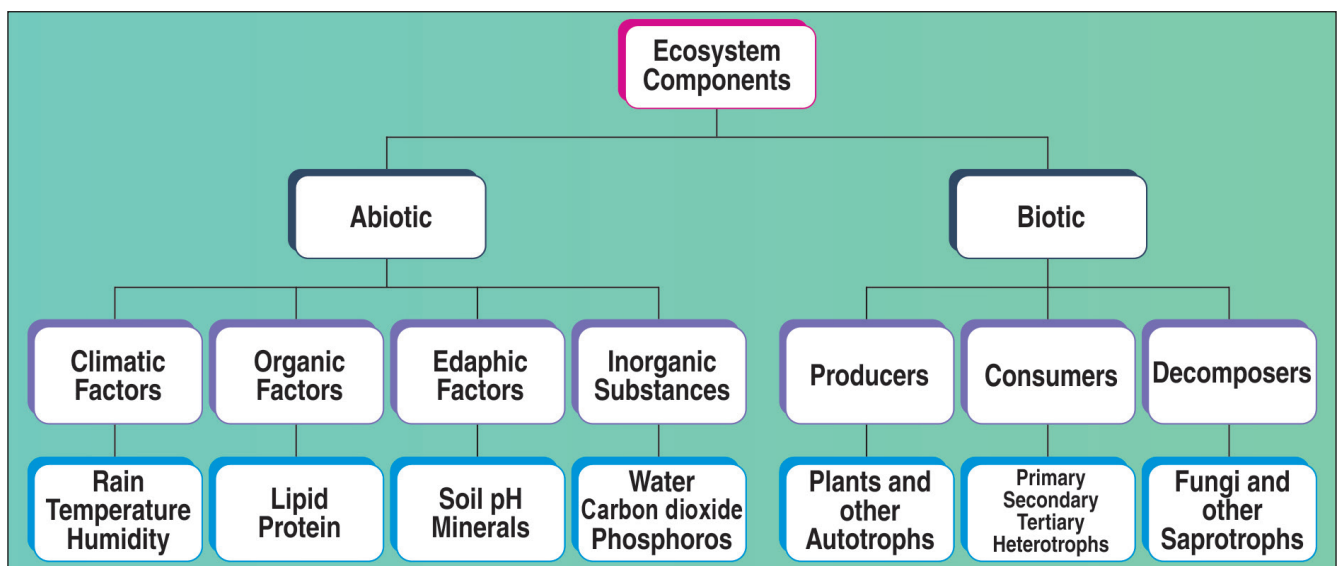 Ecosystem
Components
Abiotic
Biotic
Climatic
Factors
Organic
Factors
Edaphic
Factors
Inorganic
Substances
Producers
Consumers
Decomposers
Rain
Temperature
Humidity
Lipid
Protein
Soil pH
Minerals
Water
Carbon dioxide
Phosphoros
Plants and
other
Autotrophs
Primary
Secondary
Tertiary
Heterotrophs
Fungi and
other
Saprotrophs